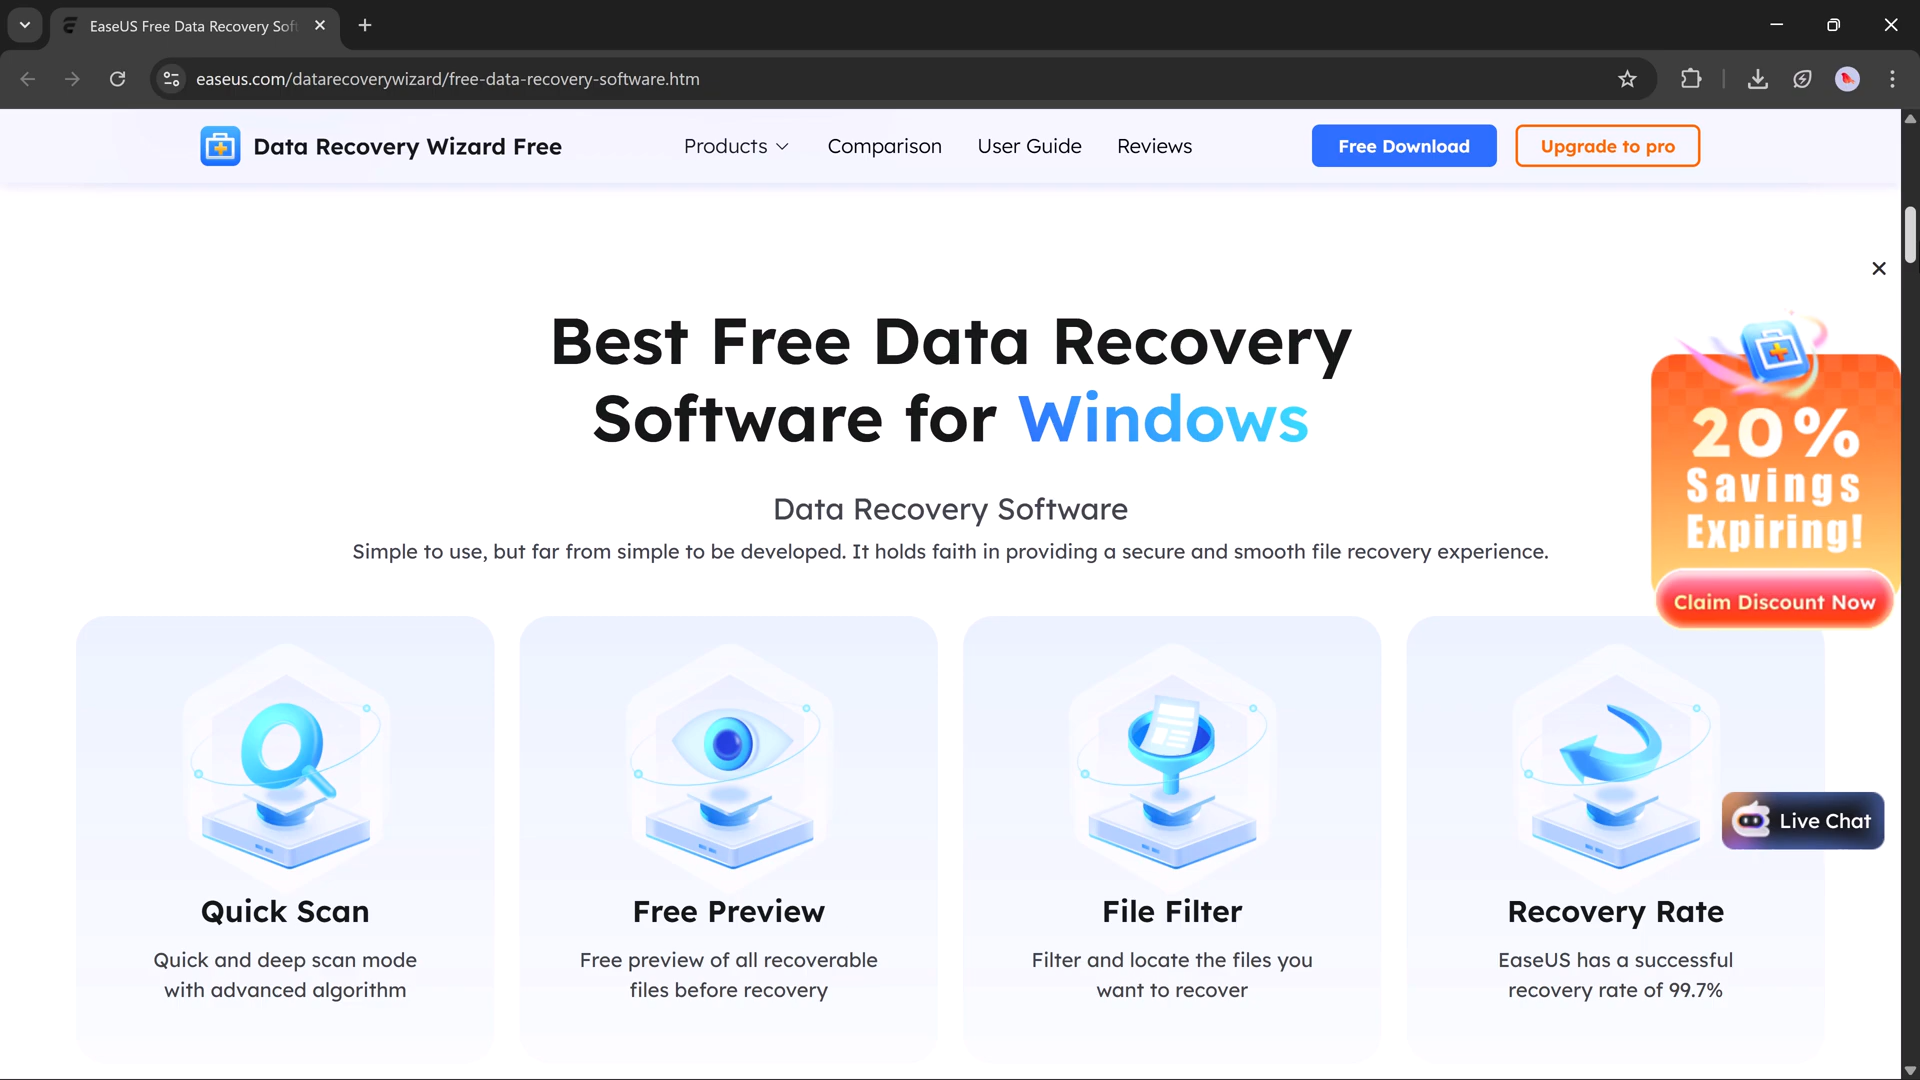 EaseUS Free Data Recovery Soft
easeus.com/datarecoverywizard/free-data-recovery-software.htm
Data Recovery Wizard Free
Products
Comparison
User Guide
Reviews
Free Download
Upgrade to pro
Best Free Data Recovery
Software for Windows
Data Recovery Software
Simple to use, but far from simple to be developed. It holds faith in providing a secure and smooth file recovery experience.
20%
Savings
Expiring!
Claim Discount Now
Quick Scan
Quick and deep scan mode
with advanced algorithm
Free Preview
Free preview of all recoverable
files before recovery
File Filter
Filter and locate the files you
want to recover
Recovery Rate
EaseUS has a successful
recovery rate of 99.7%
Live Chat